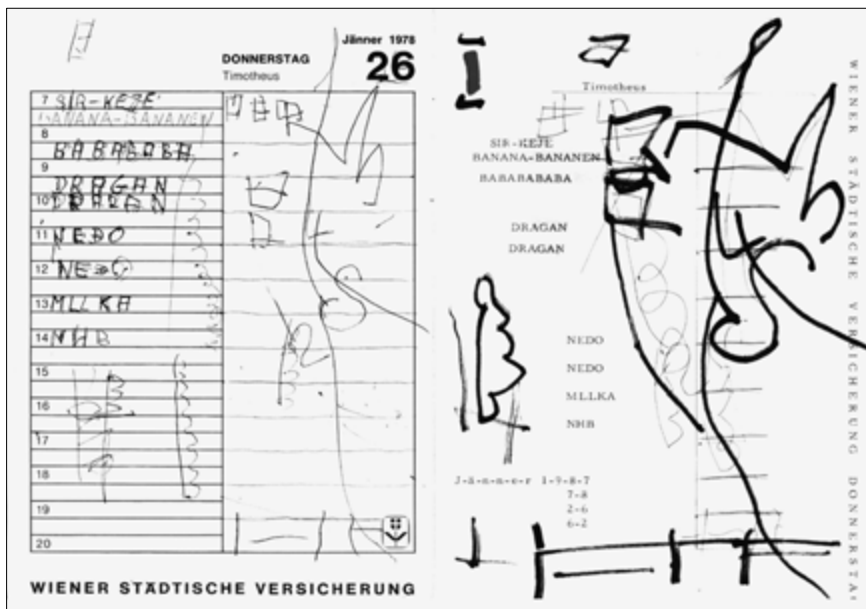 Jänner 1978
DONNERSTAG 26
Timotheus
7 SIR-KEJE
BANANA-BANANEN
8
BABABABA
9
DRAGAN
10 DRAGAN
11 NEDO
12 NEDO
13 MLLKA
14 NHB
15
16
17
18
19
20
WIENER STÄDTISCHE VERSICHERUNG
Timotheus
SIR-KEJE
BANANA-BANANEN
BABABABABA
DRAGAN
DRAGAN
NEDO
NEDO
MLLKA
NHB
J-ä-n-n-e-r 1-9-8-7
7-8
2-6
6-2
WIENER STÄDTISCHE VERSICHERUNG DONNERSTA